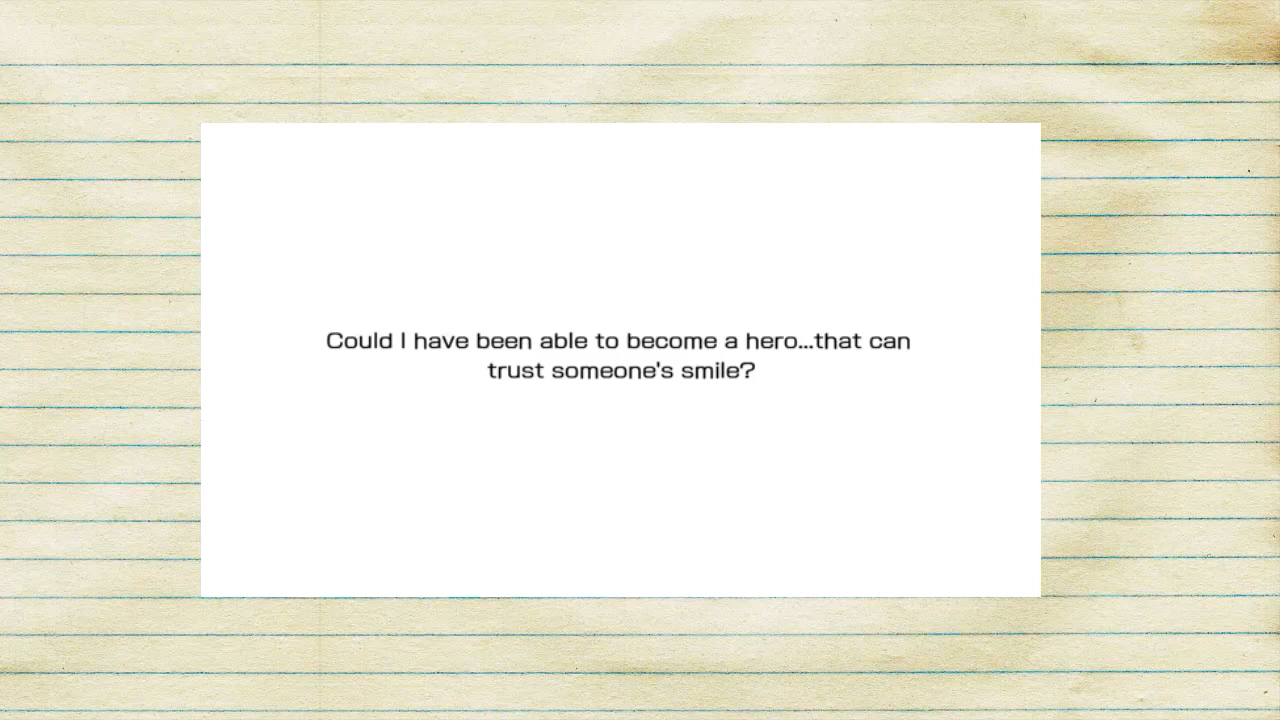 Could I have been able to become a hero...that can
trust someone's smile?